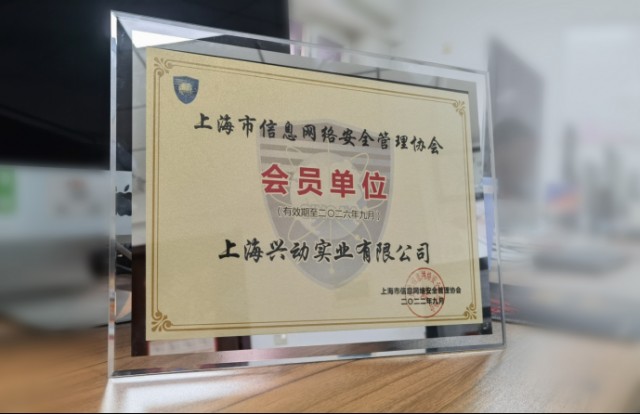 上海市信息网络安全管理协会
会员单位
（有效期至二〇二六年九月）
上海兴动实业有限公司
上海市信息网络安全管理协会
二〇二二年九月